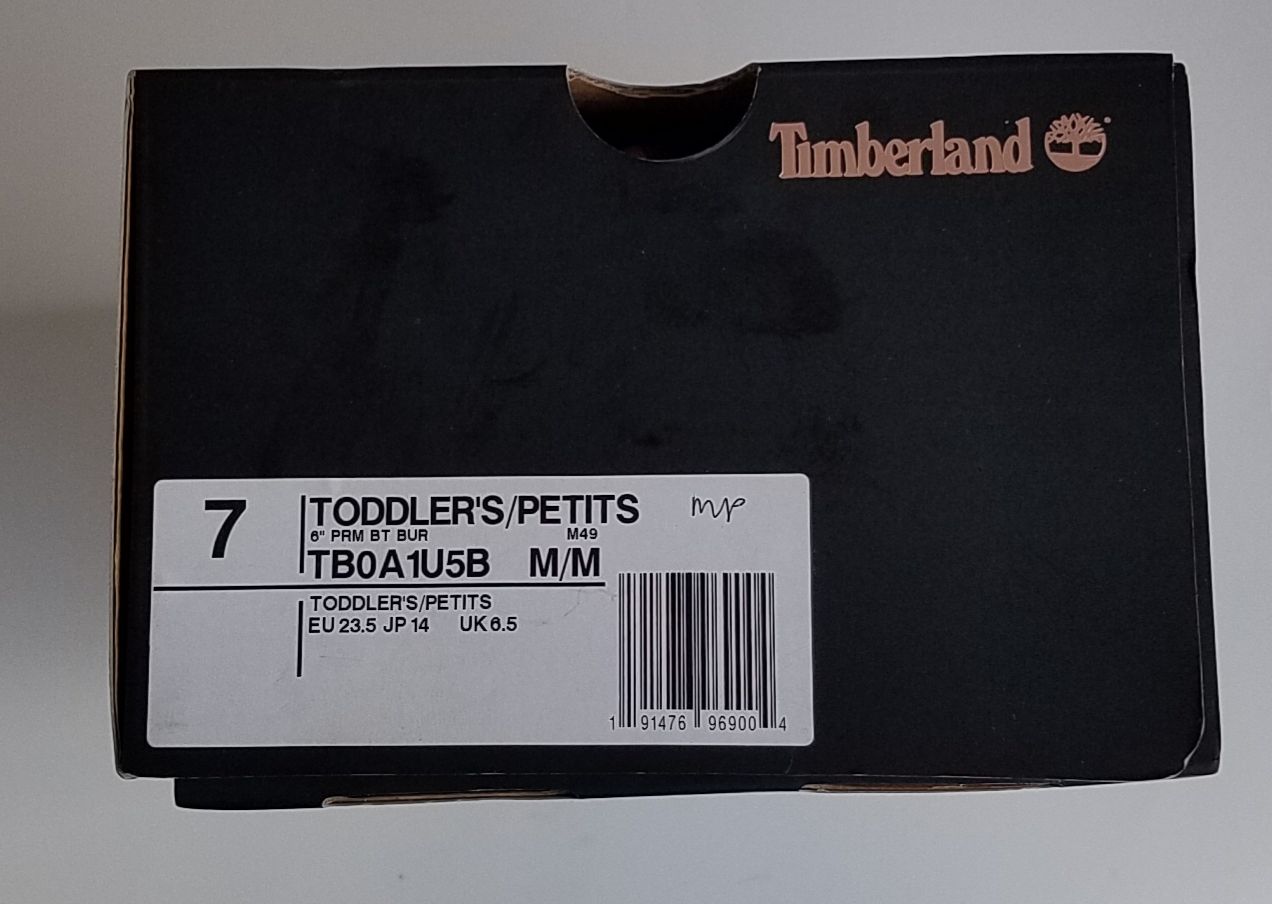 Timberland
7
TODDLER'S/PETITS
6" PRM BT BUR M49
TB0A1U5B M/M
TODDLER'S/PETITS
EU 23.5 JP 14 UK 6.5
1 91476 96900 4